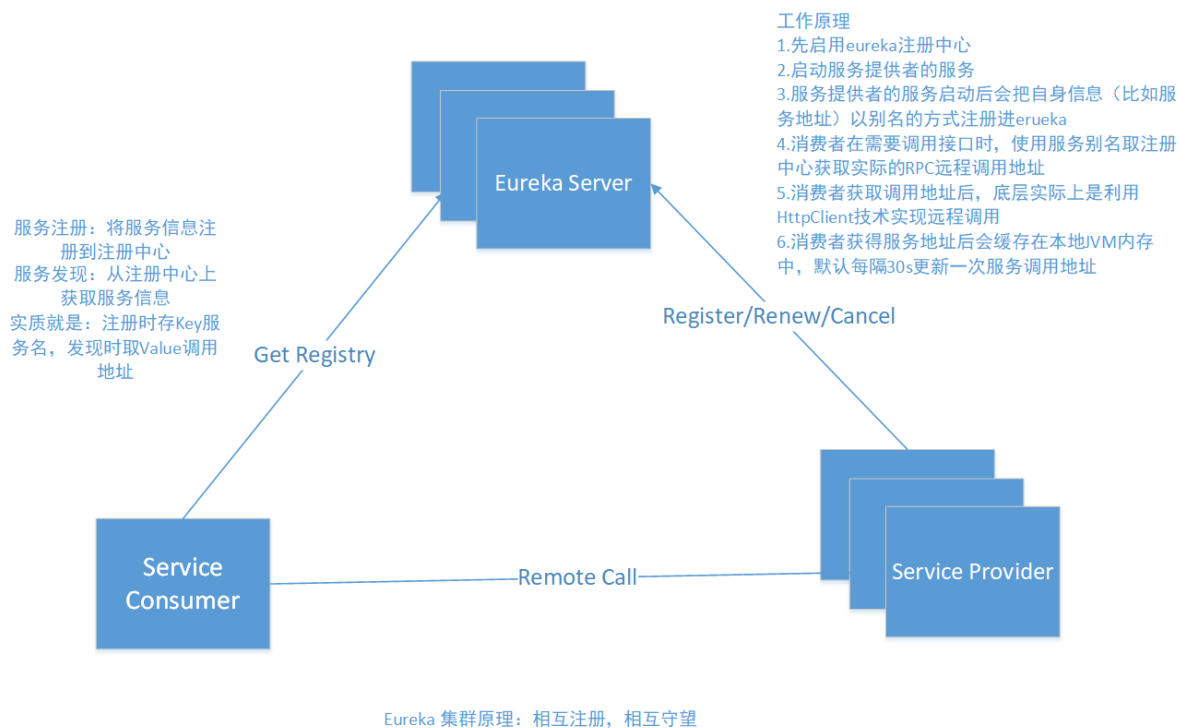 工作原理
1.先启用eureka注册中心
2.启动服务提供者的服务
3.服务提供者的服务启动后会把自身信息（比如服
务地址）以别名的方式注册进erueka
4.消费者在需要调用接口时，使用服务别名取注册
中心获取实际的RPC远程调用地址
5.消费者获取调用地址后，底层实际上是利用
HttpClient技术实现远程调用
6.消费者获得服务地址后会缓存在本地JVM内存
中，默认每隔30s更新一次服务调用地址
Eureka Server
服务注册：将服务信息注
册到注册中心
服务发现：从注册中心上
获取服务信息
实质就是：注册时存Key服
务名，发现时取Value调用
地址
Get Registry
Register/Renew/Cancel
Service
Consumer
Remote Call
Service Provider
Eureka 集群原理：相互注册，相互守望